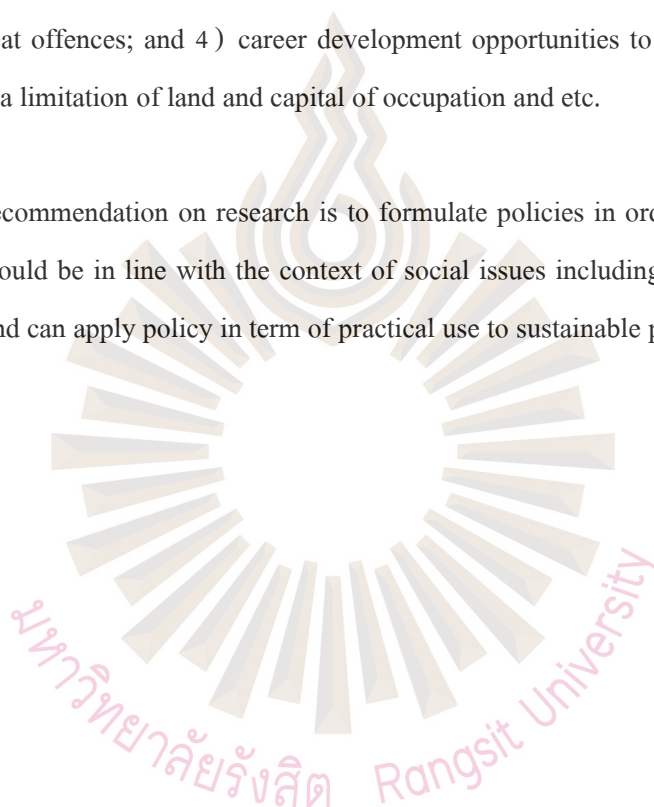 at offences; and 4) career development opportunities to
a limitation of land and capital of occupation and etc.
commendation on research is to formulate policies in
ould be in line with the context of social issues including
nd can apply policy in term of practical use to sustainable
มหาวิทยาลัยรังสิต Rangsit University